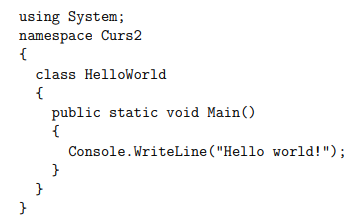 using System;
namespace Curs2
{
  class HelloWorld
  {
    public static void Main()
    {
      Console.WriteLine("Hello world!");
    }
  }
}